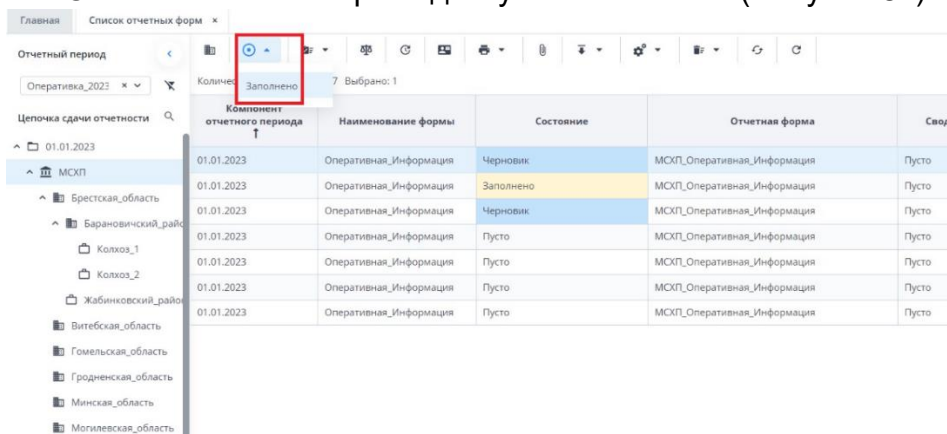 Главная Список отчетных форм ×
Отчетный период
Оператива_2023
Количес 7 Выбрано: 1
Заполнено
Цепочка сдачи отчетности
Компонент отчетного периода ↑ Наименование формы Состояние Отчетная форма Свод
01.01.2023
МСХП
Брестская_область
Барановичский_райо
Колхоз_1
Колхоз_2
Жабинковский_район
Витебская_область
Гомельская_область
Гродненская_область
Минская_область
Могилевская_область
01.01.2023 Оперативная_Информация Черновик МСХП_Оперативная_Информация Пусто
01.01.2023 Оперативная_Информация Заполнено МСХП_Оперативная_Информация Пусто
01.01.2023 Оперативная_Информация Черновик МСХП_Оперативная_Информация Пусто
01.01.2023 Оперативная_Информация Пусто МСХП_Оперативная_Информация Пусто
01.01.2023 Оперативная_Информация Пусто МСХП_Оперативная_Информация Пусто
01.01.2023 Оперативная_Информация Пусто МСХП_Оперативная_Информация Пусто
01.01.2023 Оперативная_Информация Пусто МСХП_Оперативная_Информация Пусто